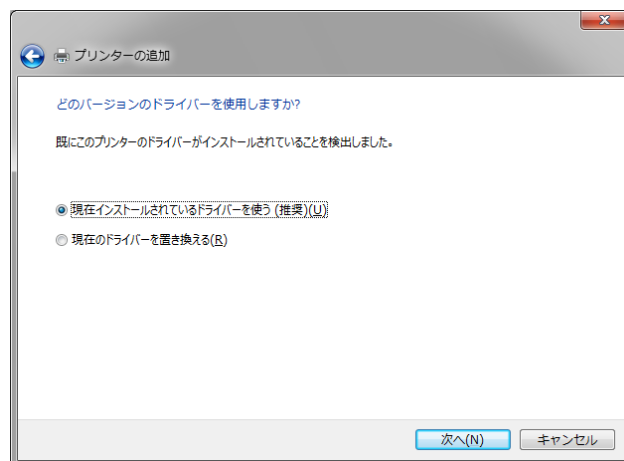 プリンターの追加
どのバージョンのドライバーを使用しますか?
既にこのプリンターのドライバーがインストールされていることを検出しました。
現在インストールされているドライバーを使う (推奨)(U)
現在のドライバーを置き換える(R)
次へ(N)
キャンセル